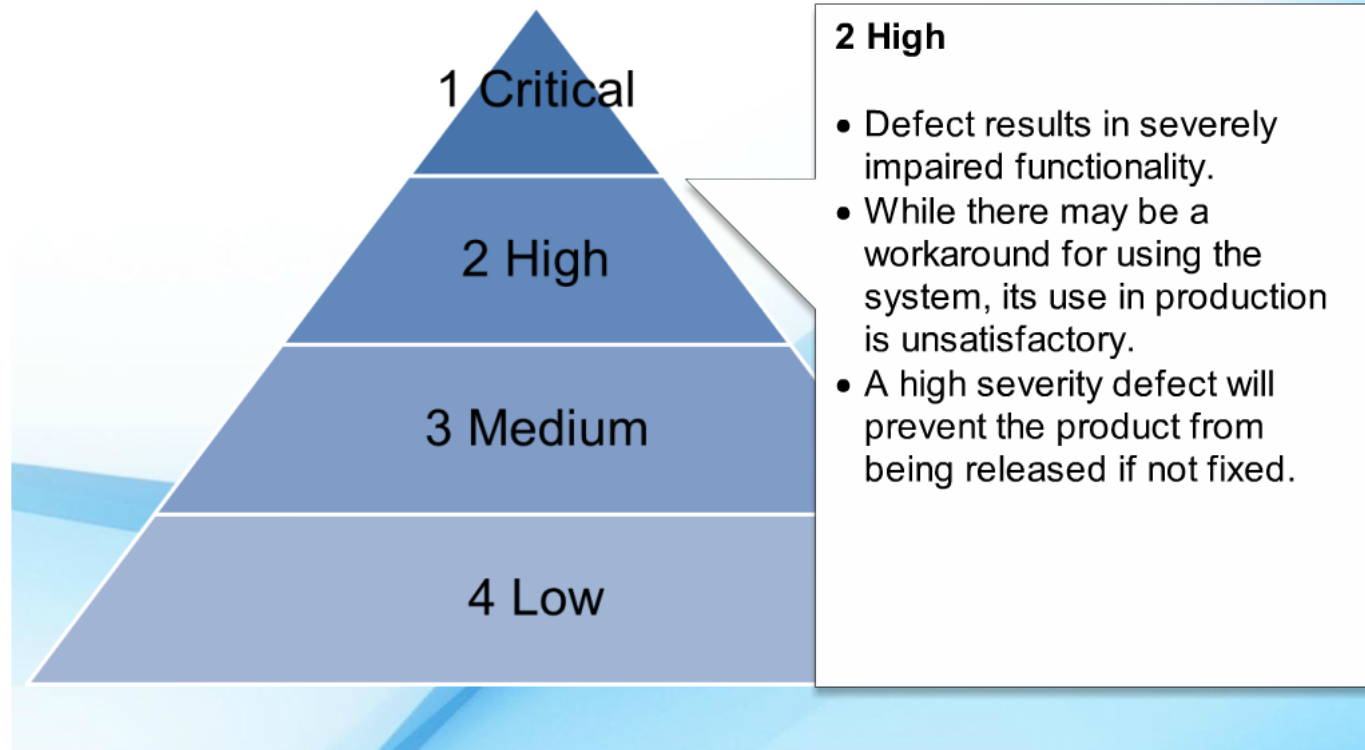 1 Critical
2 High
3 Medium
4 Low
2 High
• Defect results in severely
impaired functionality.
• While there may be a
workaround for using the
system, its use in production
is unsatisfactory.
• A high severity defect will
prevent the product from
being released if not fixed.